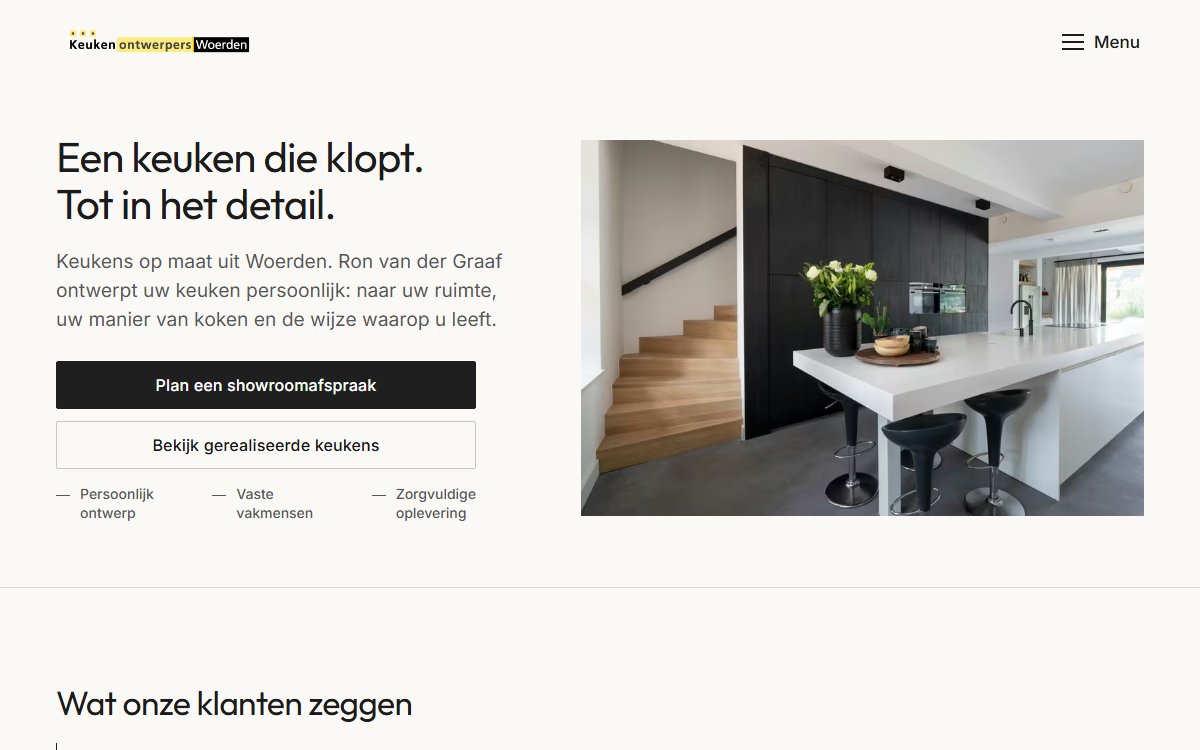 Keuken ontwerpers Woerden
Menu
Een keuken die klopt.
Tot in het detail.
Keukens op maat uit Woerden. Ron van der Graaf
ontwerpt uw keuken persoonlijk: naar uw ruimte,
uw manier van koken en de wijze waarop u leeft.
Plan een showroomafspraak
Bekijk gerealiseerde keukens
— Persoonlijk
ontwerp
— Vaste
vakmensen
— Zorgvuldige
oplevering
Wat onze klanten zeggen